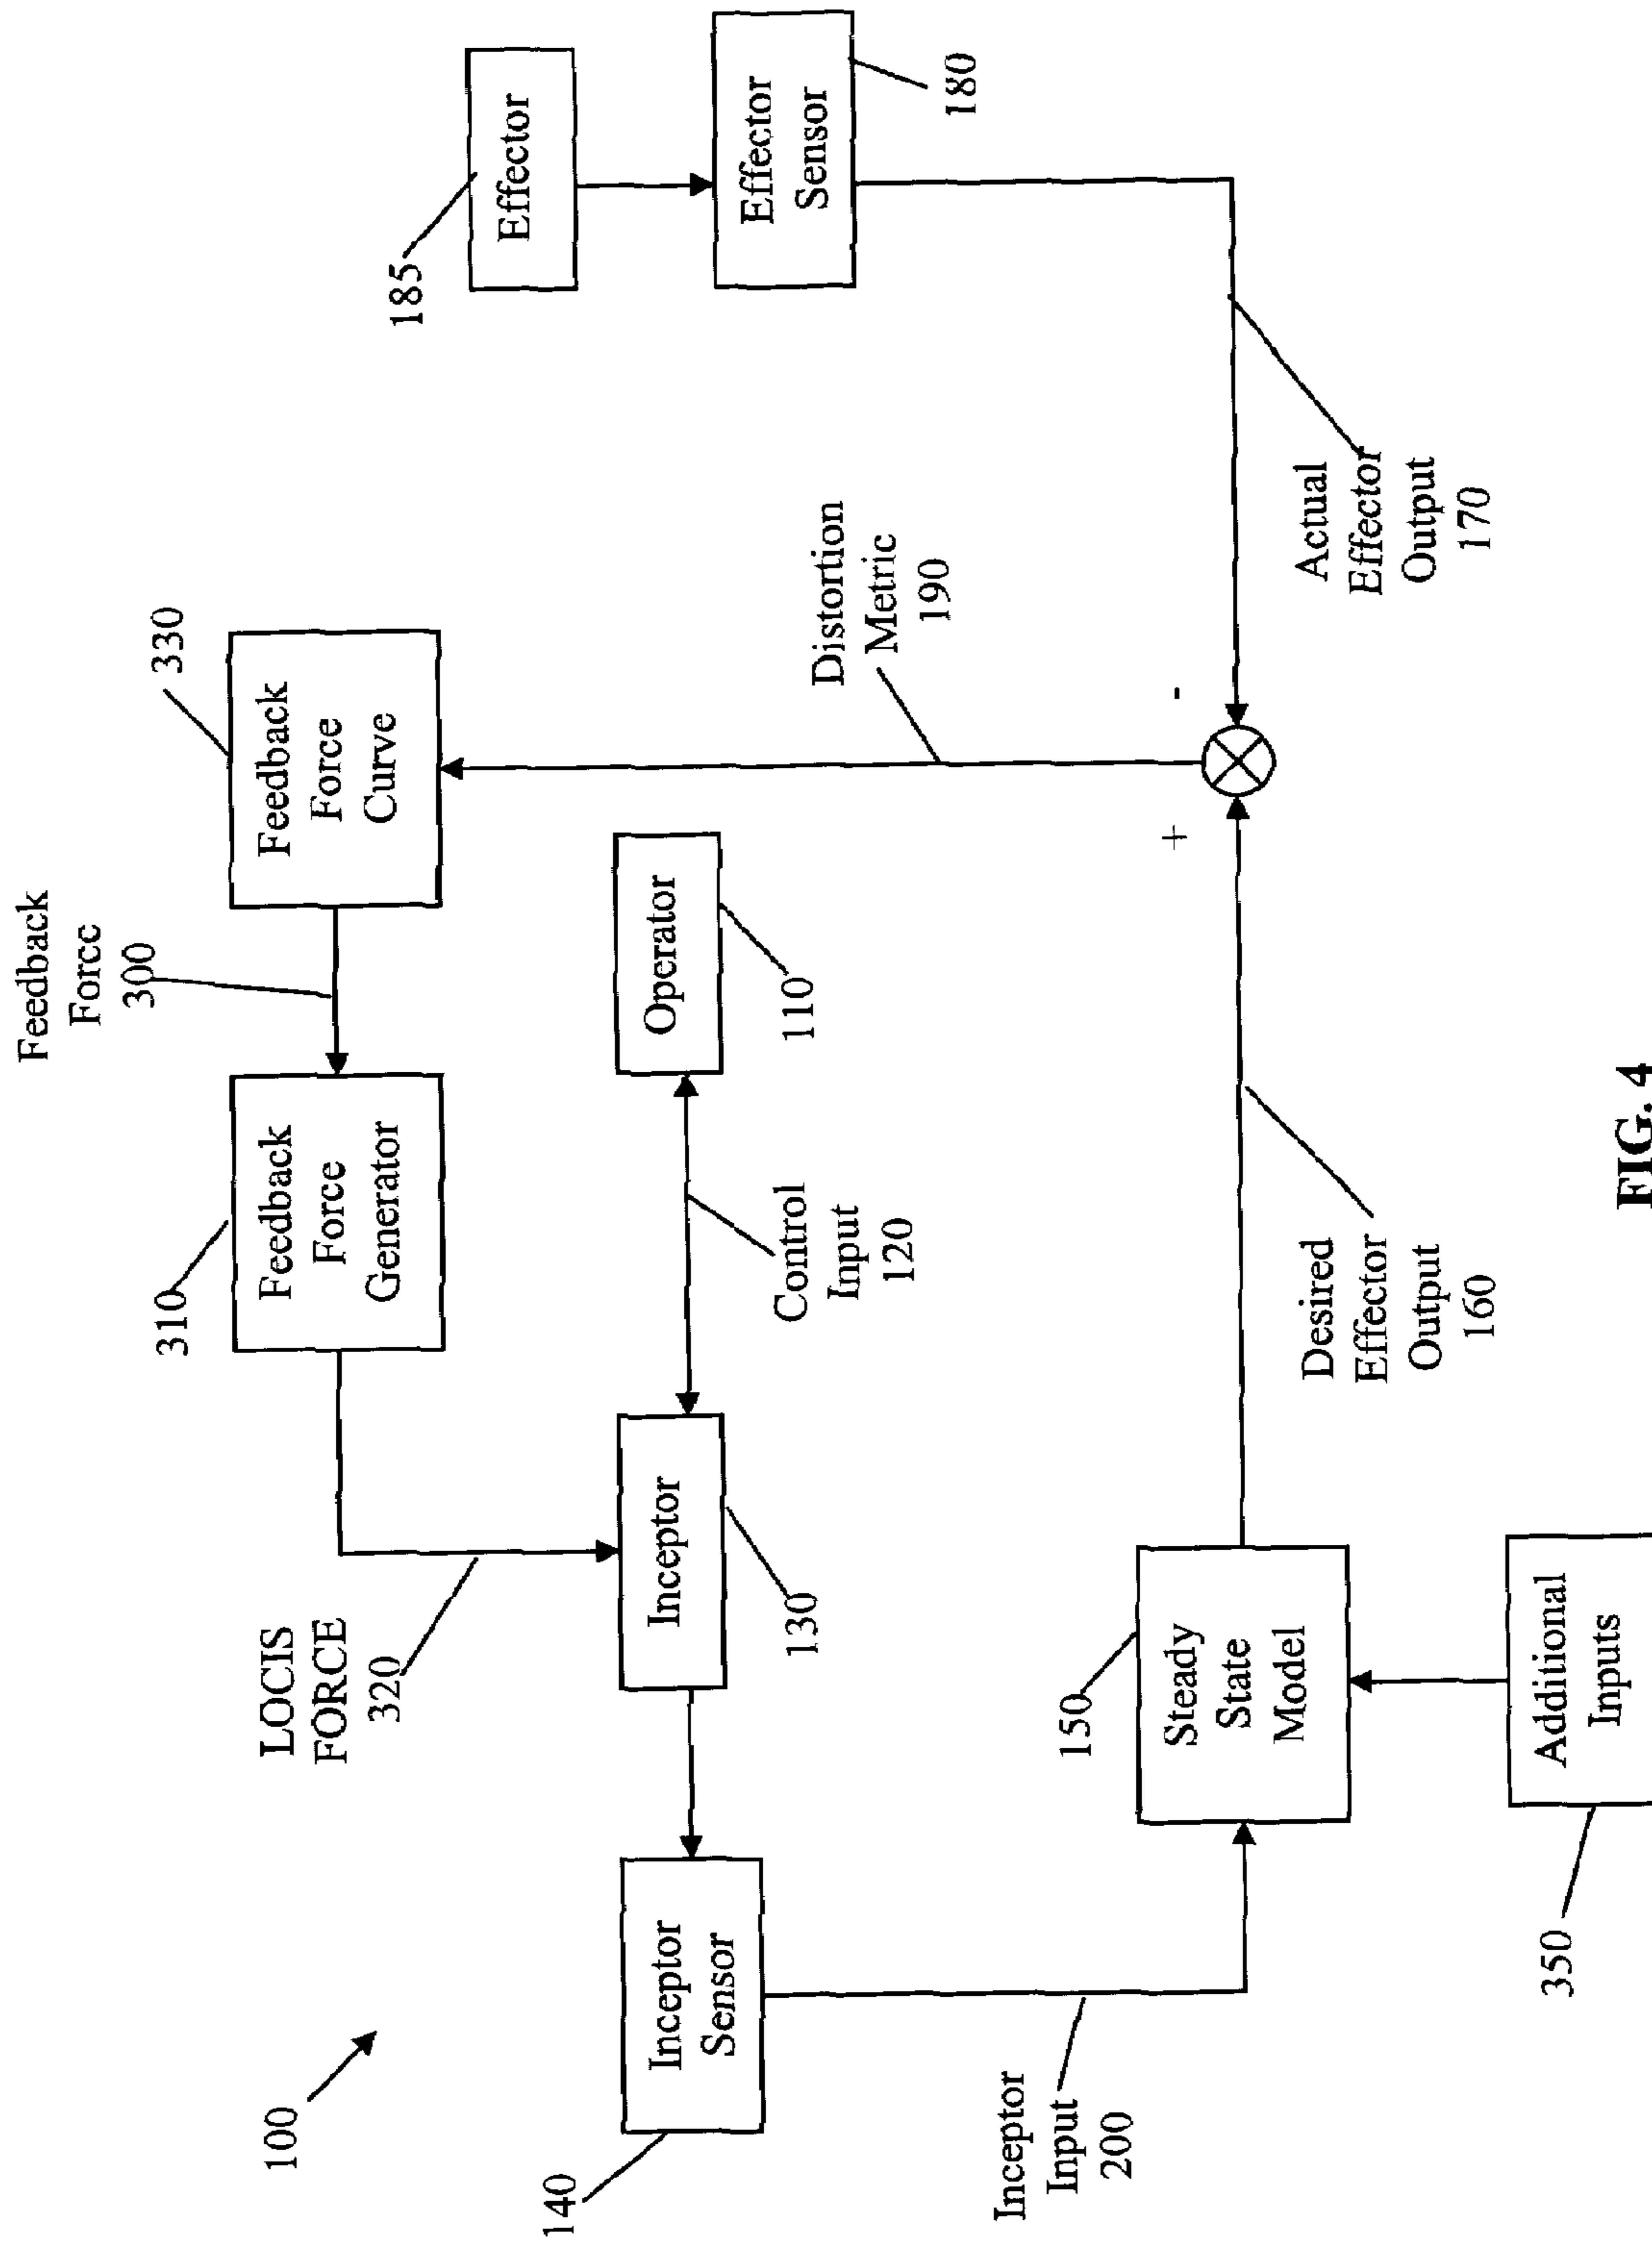 100
Feedback
Force
300
310
330
Feedback
Force
Generator
Feedback
Force
Curve
LOCIS
FORCE
320
185
Effector
140
Inceptor
Sensor
Inceptor
130
Operator
110
Control
Input
120
Effector
Sensor
180
Distortion
Metric
190
Inceptor
Input
200
150
Steady
State
Model
+
-
Desired
Effector
Output
160
Actual
Effector
Output
170
350
Additional
Inputs
FIG. 4